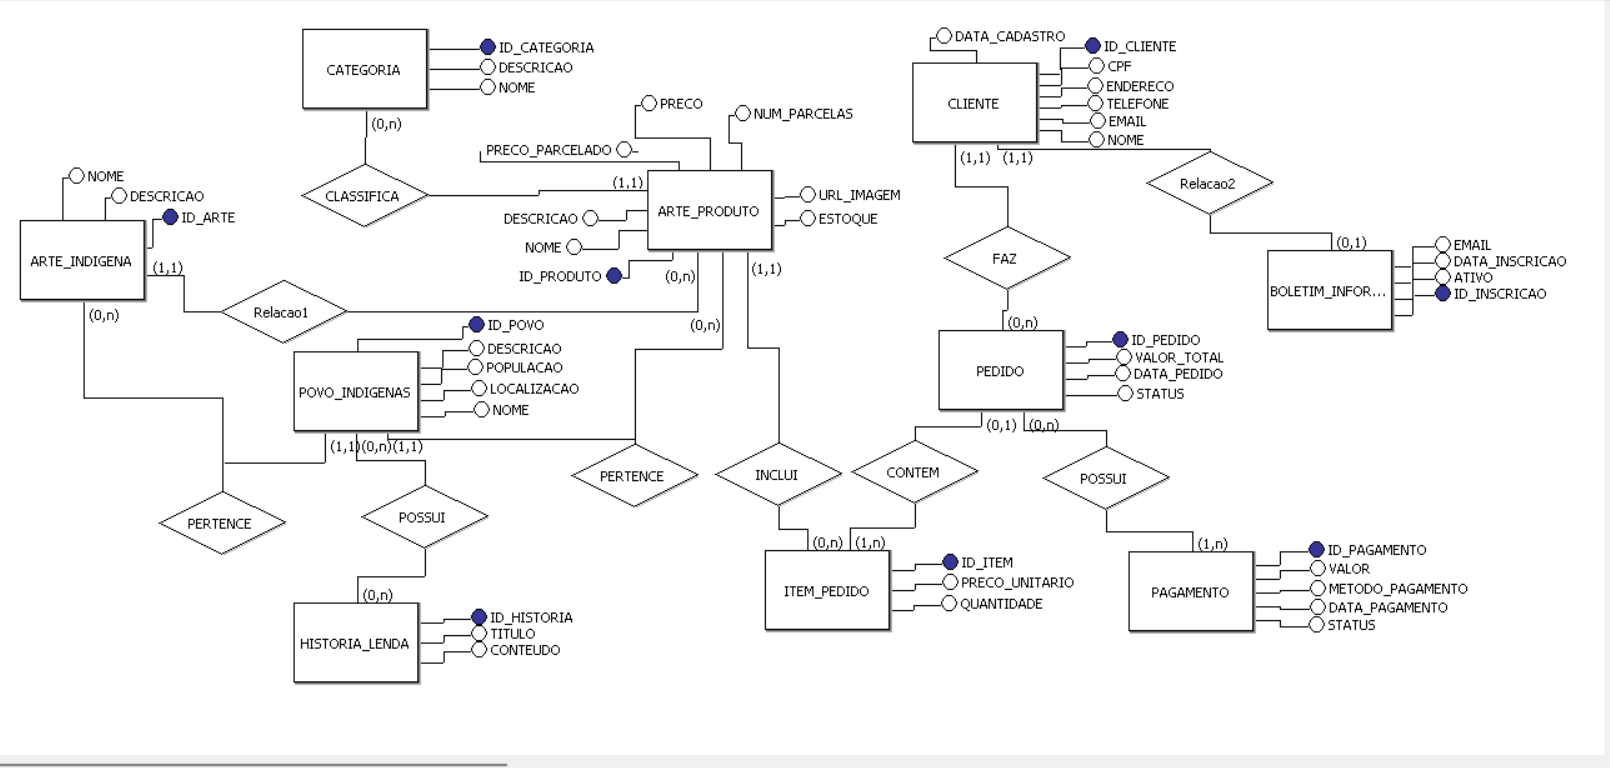 CATEGORIA
ID_CATEGORIA
DESCRICAO
NOME
(0,n)
CLASSIFICA
(1,1)
PRECO
NUM_PARCELAS
PRECO_PARCELADO
ARTE_PRODUTO
URL_IMAGEM
ESTOQUE
DESCRICAO
NOME
ID_PRODUTO
(0,n)
(1,1)
(0,n)
NOME
DESCRICAO
ID_ARTE
ARTE_INDIGENA
(1,1)
(0,n)
Relacao1
ID_POVO
DESCRICAO
POPULACAO
LOCALIZACAO
NOME
POVO_INDIGENAS
(1,1)(0,n)(1,1)
PERTENCE
POSSUI
PERTENCE
INCLUI
CONTEM
(0,n)
HISTORIA_LENDA
ID_HISTORIA
TITULO
CONTEUDO
DATA_CADASTRO
CLIENTE
ID_CLIENTE
CPF
ENDERECO
TELEFONE
EMAIL
NOME
(1,1)
(1,1)
Relacao2
(0,1)
BOLETIM_INFOR...
EMAIL
DATA_INSCRICAO
ATIVO
ID_INSCRICAO
FAZ
(0,n)
PEDIDO
ID_PEDIDO
VALOR_TOTAL
DATA_PEDIDO
STATUS
(0,1)
(0,n)
POSSUI
(0,n)
(1,n)
ITEM_PEDIDO
ID_ITEM
PRECO_UNITARIO
QUANTIDADE
(1,n)
PAGAMENTO
ID_PAGAMENTO
VALOR
METODO_PAGAMENTO
DATA_PAGAMENTO
STATUS